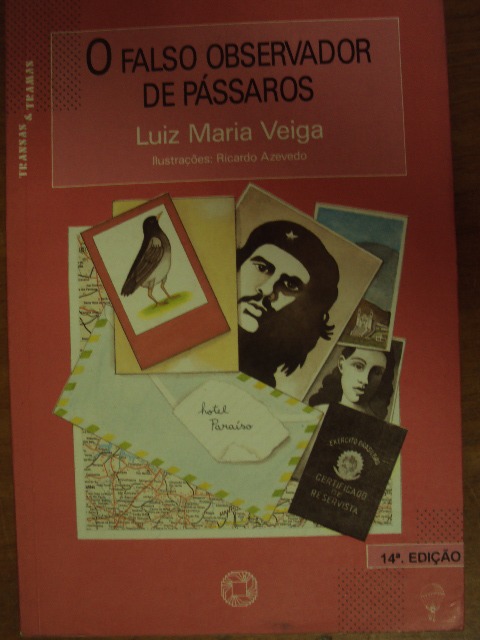 TRANSAS & TRAMAS
O FALSO OBSERVADOR
DE PÁSSAROS
Luiz Maria Veiga
Ilustrações: Ricardo Azevedo
hotel
Paraíso
EXÉRCITO BRASILEIRO
CERTIFICADO
DE
RESERVISTA
14ª. EDIÇÃO